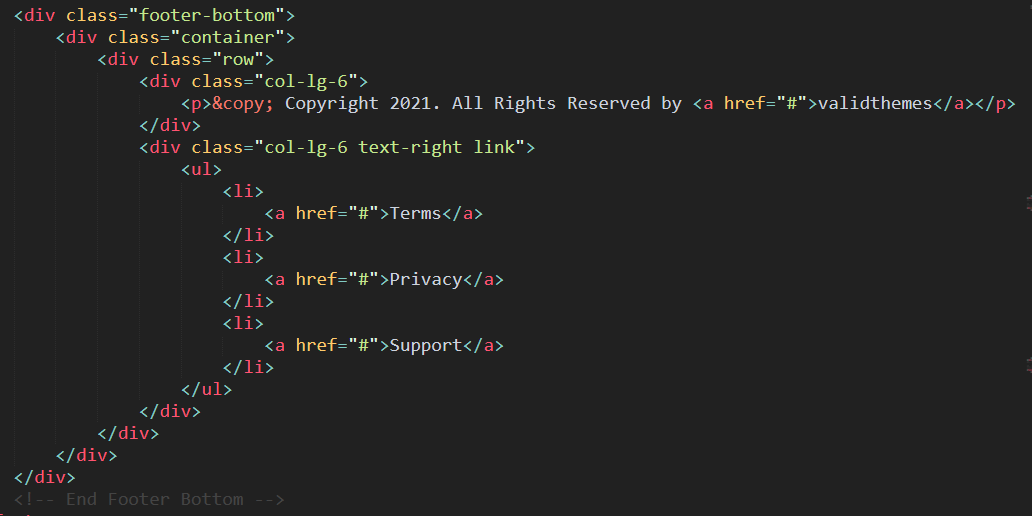 <div class="footer-bottom">
    <div class="container">
        <div class="row">
            <div class="col-lg-6">
                <p>&copy; Copyright 2021. All Rights Reserved by <a href="#">validthemes</a></p>
            </div>
            <div class="col-lg-6 text-right link">
                <ul>
                    <li>
                        <a href="#">Terms</a>
                    </li>
                    <li>
                        <a href="#">Privacy</a>
                    </li>
                    <li>
                        <a href="#">Support</a>
                    </li>
                </ul>
            </div>
        </div>
    </div>
</div>
<!-- End Footer Bottom -->